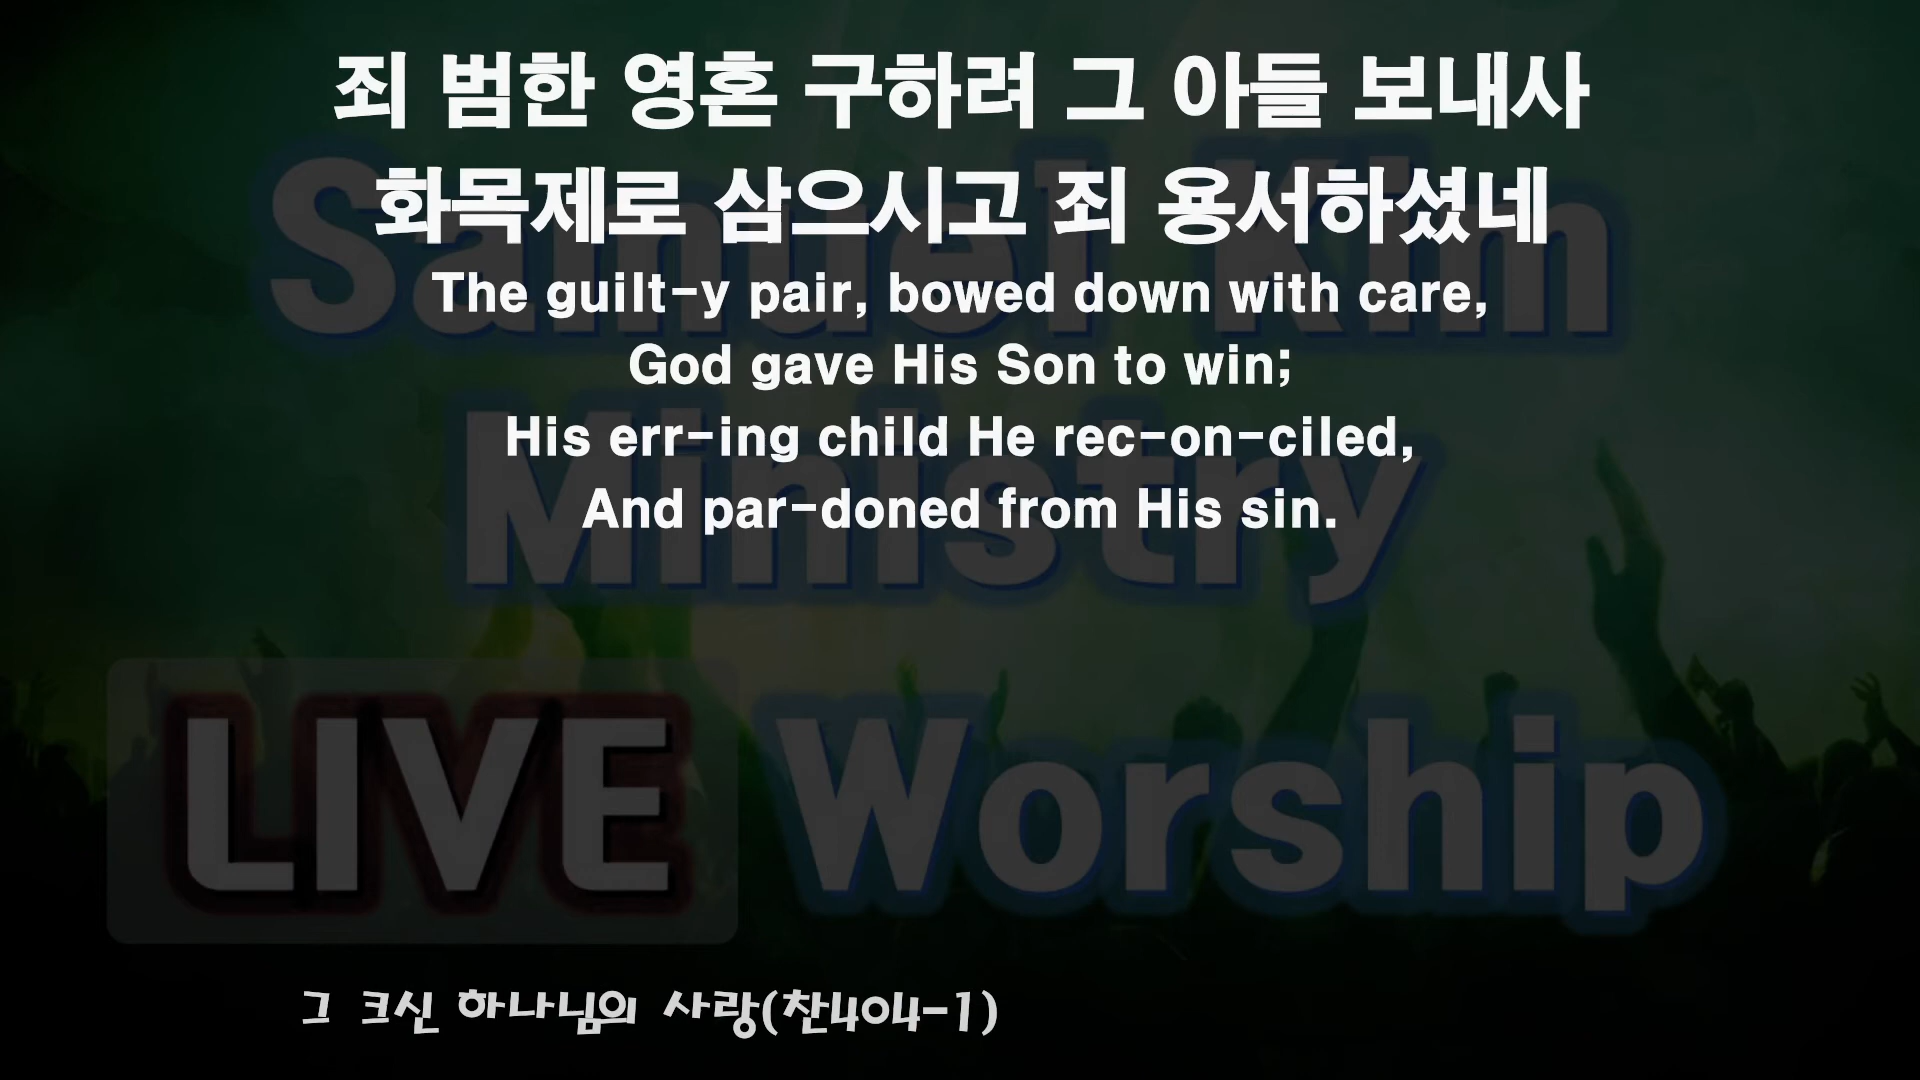 죄 범한 영혼 구하려 그 아들 보내사
화목제로 삼으시고 죄 용서하셨네
The guilt-y pair, bowed down with care,
God gave His Son to win;
His err-ing child He rec-on-ciled,
And par-doned from His sin.
Samuel Kim
Ministry
LIVE Worship
그 크신 하나님의 사랑(찬404-1)